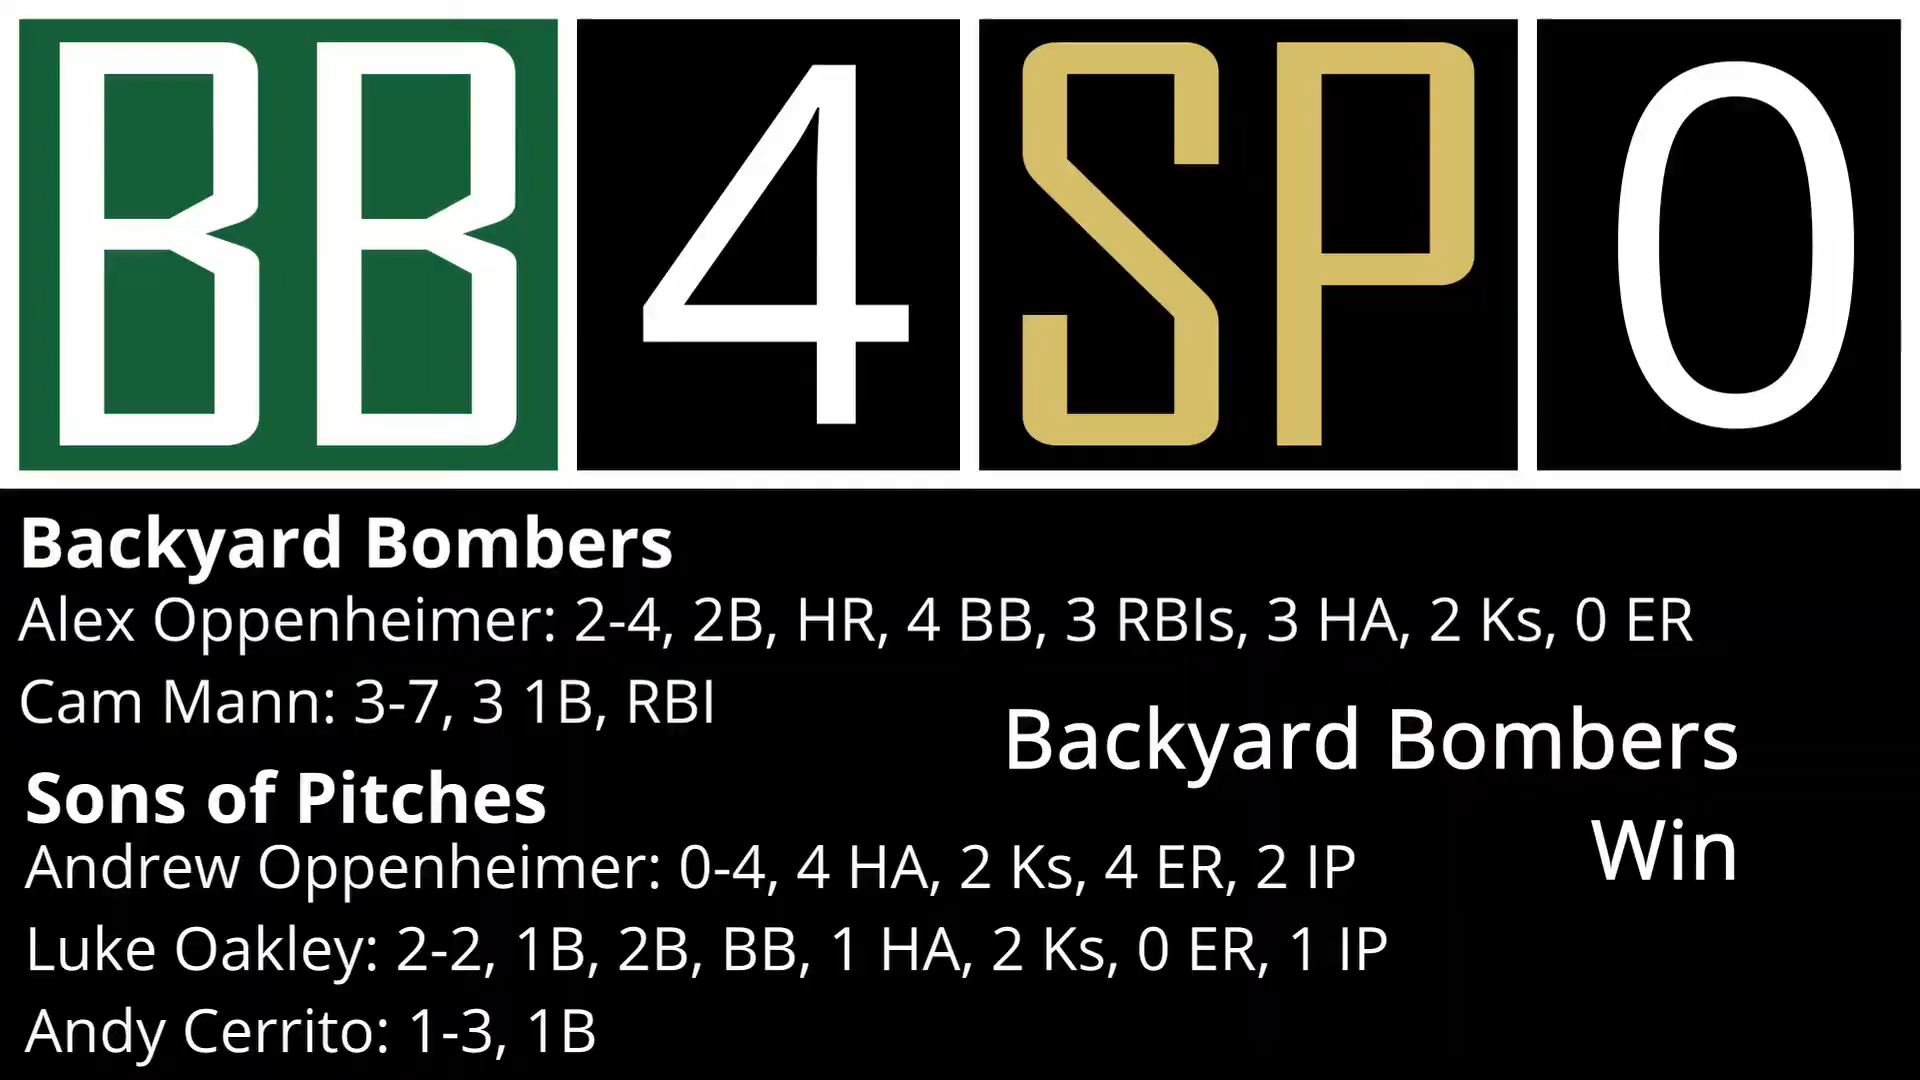 BB 4 SP 0
Backyard Bombers
Alex Oppenheimer: 2-4, 2B, HR, 4 BB, 3 RBIs, 3 HA, 2 Ks, 0 ER
Cam Mann: 3-7, 3 1B, RBI
Backyard Bombers
Win
Sons of Pitches
Andrew Oppenheimer: 0-4, 4 HA, 2 Ks, 4 ER, 2 IP
Luke Oakley: 2-2, 1B, 2B, BB, 1 HA, 2 Ks, 0 ER, 1 IP
Andy Cerrito: 1-3, 1B